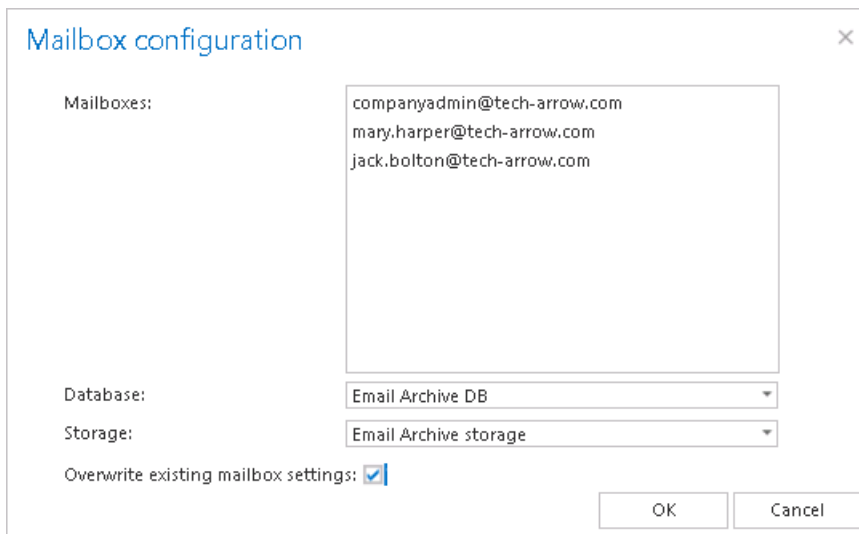 Mailbox configuration
Mailboxes:
companyadmin@tech-arrow.com
mary.harper@tech-arrow.com
jack.bolton@tech-arrow.com
Database:
Email Archive DB
Storage:
Email Archive storage
Overwrite existing mailbox settings:
OK
Cancel